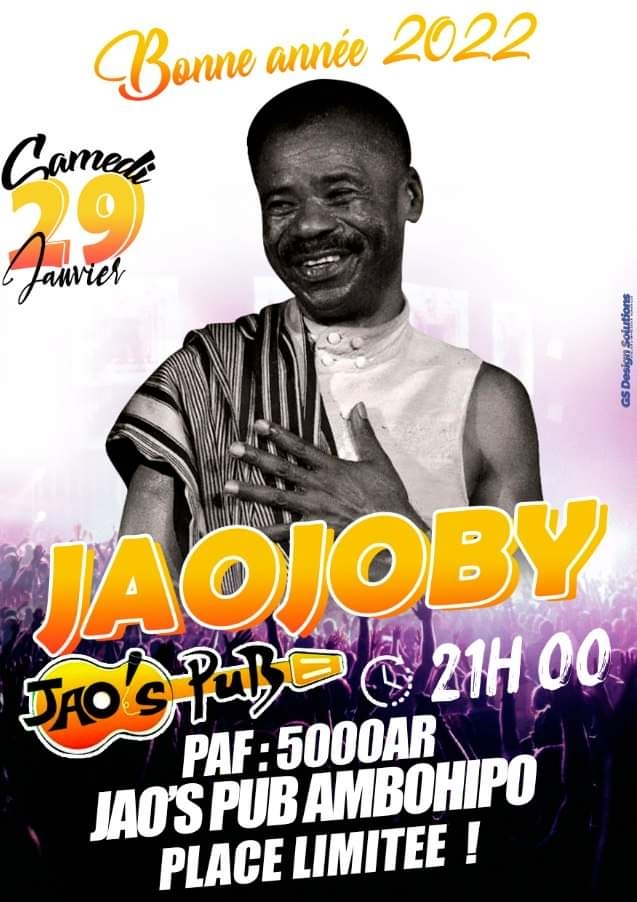 Bonne année 2022
Samedi
29
Janvier
GS Design Solutions
JAOJOBY
JAO'S PUB
21H 00
PAF : 5000AR
JAO'S PUB AMBOHIPO
PLACE LIMITEE !